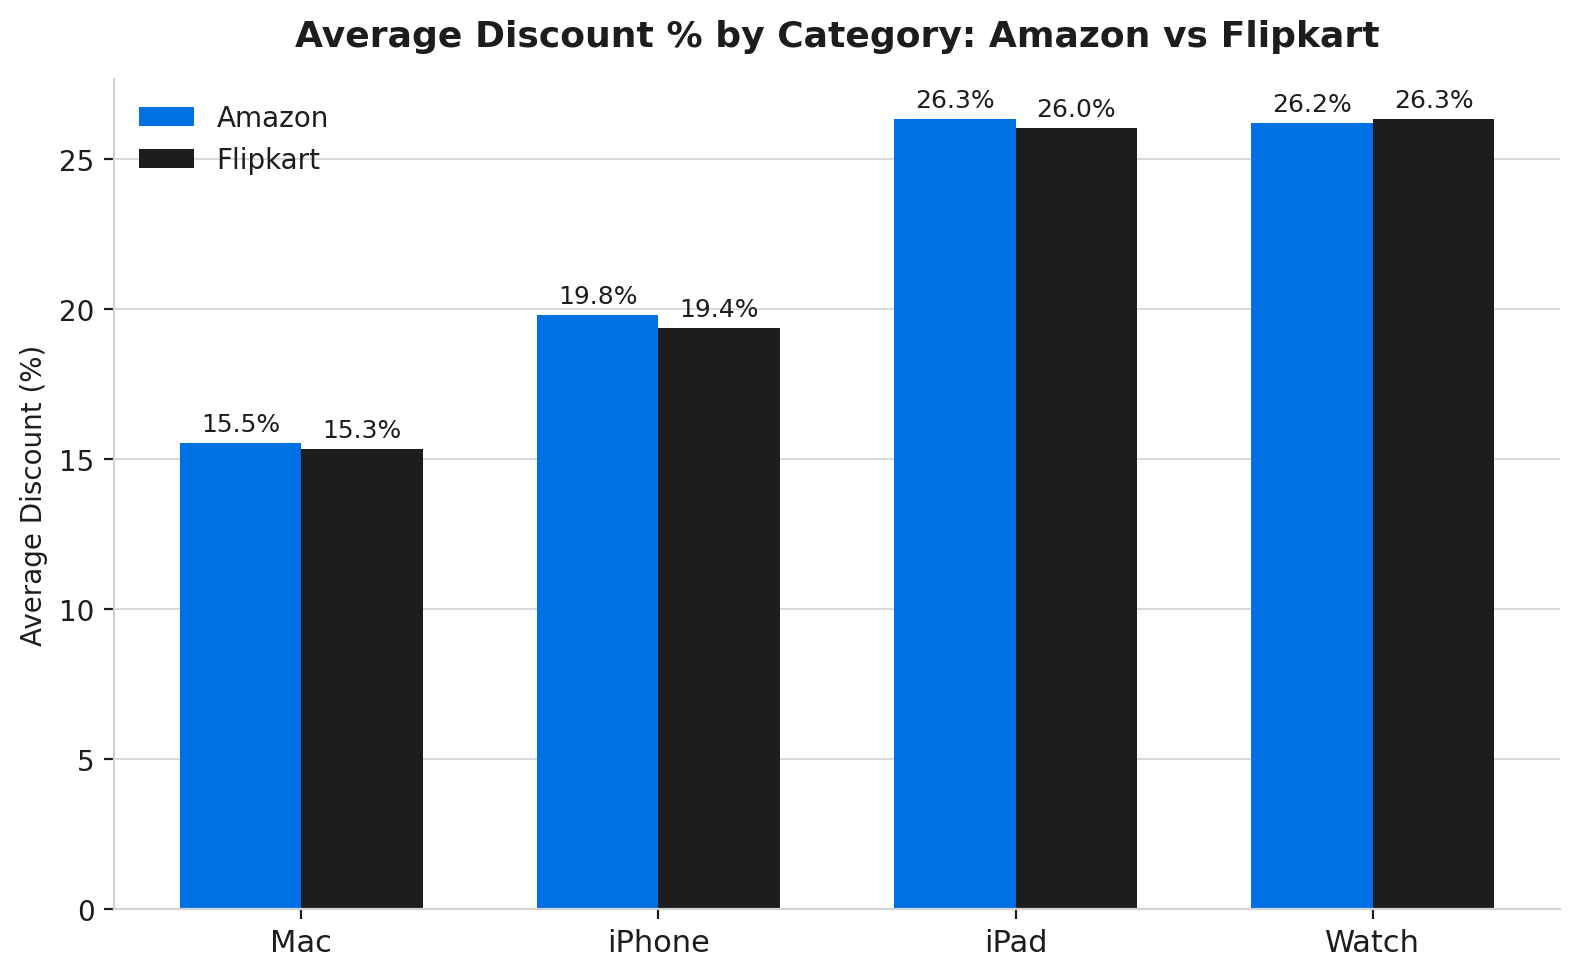 Average Discount % by Category: Amazon vs Flipkart
Amazon
Flipkart
Average Discount (%)
25
20
15
10
5
0
15.5%
15.3%
19.8%
19.4%
26.3%
26.0%
26.2%
26.3%
Mac
iPhone
iPad
Watch